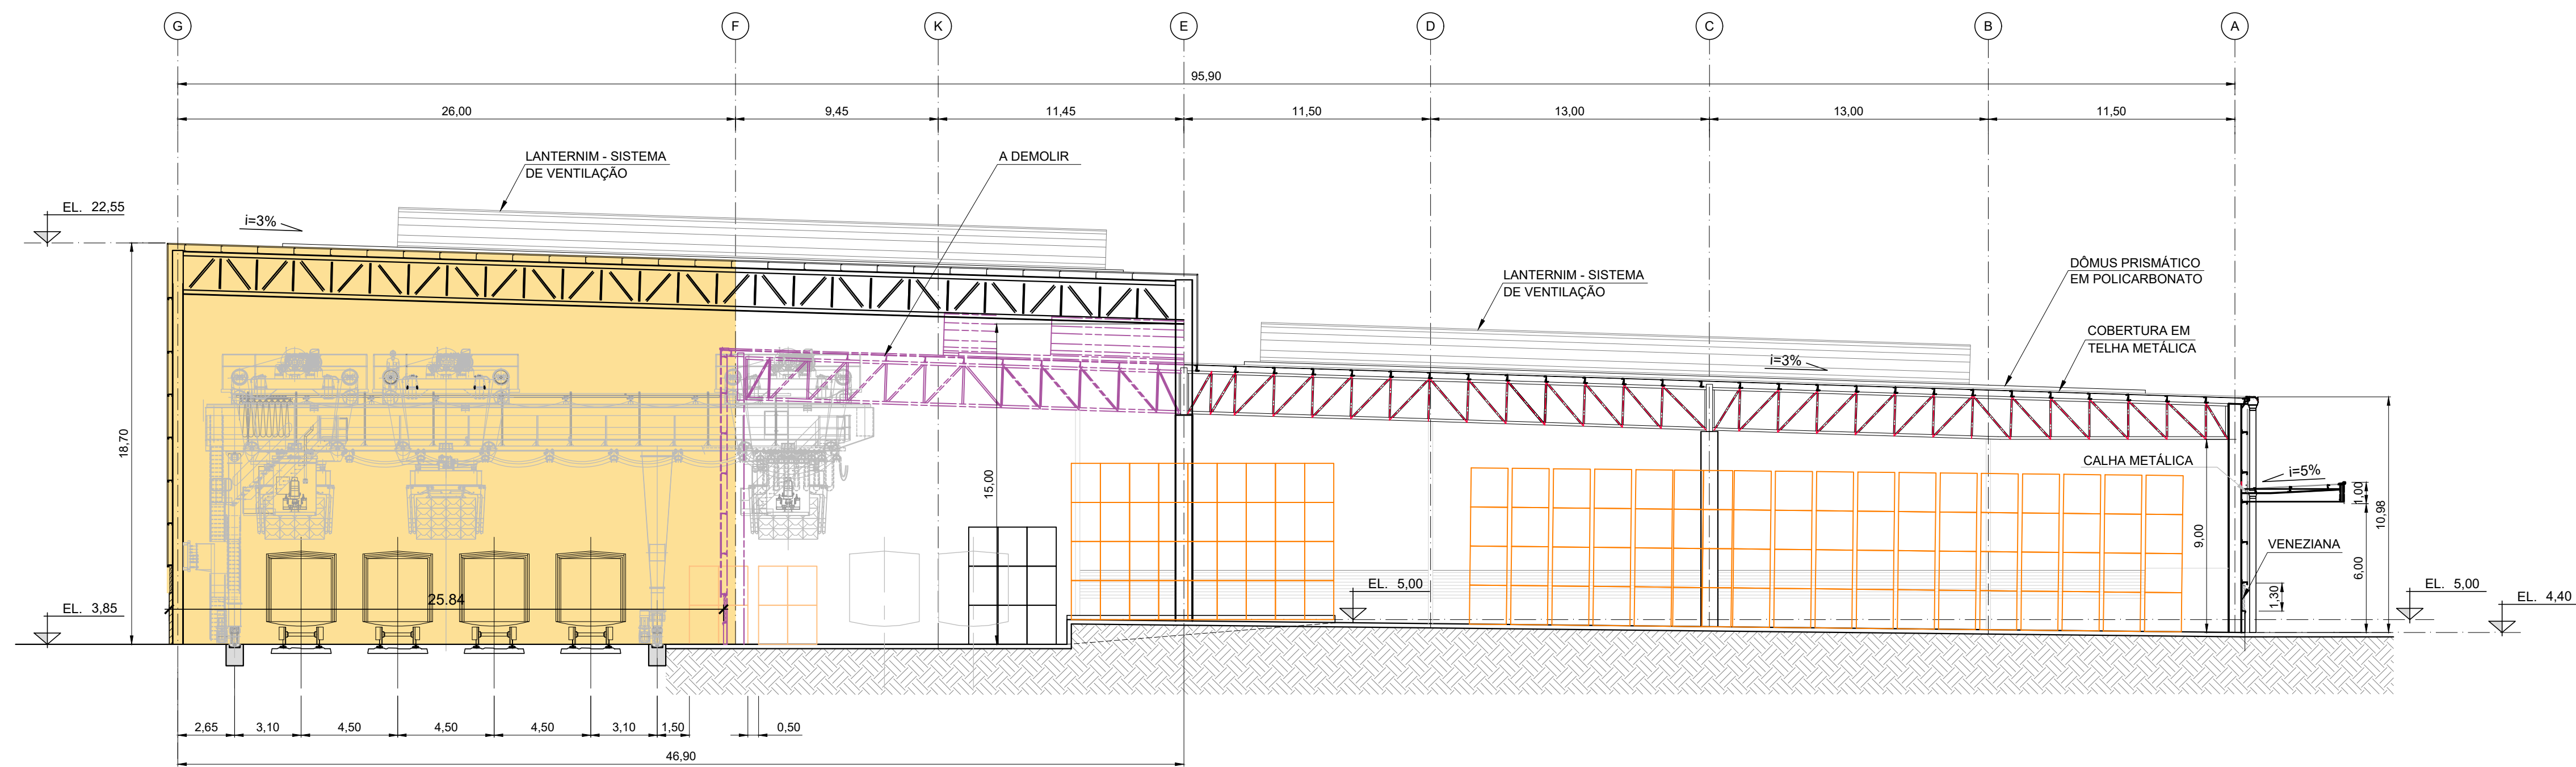 G
F
K
E
D
C
B
A
95,90
26,00
9,45
11,45
11,50
13,00
13,00
11,50
LANTERNIM - SISTEMA
DE VENTILAÇÃO
A DEMOLIR
EL. 22,55
i=3%
LANTERNIM - SISTEMA
DE VENTILAÇÃO
DÔMUS PRISMÁTICO
EM POLICARBONATO
COBERTURA EM
TELHA METÁLICA
i=3%
18,70
15,00
CALHA METÁLICA
i=5%
1,00
10,98
9,00
VENEZIANA
6,00
1,30
EL. 5,00
EL. 5,00
EL. 4,40
25.84
EL. 3,85
2,65
3,10
4,50
4,50
4,50
3,10
1,50
0,50
46,90